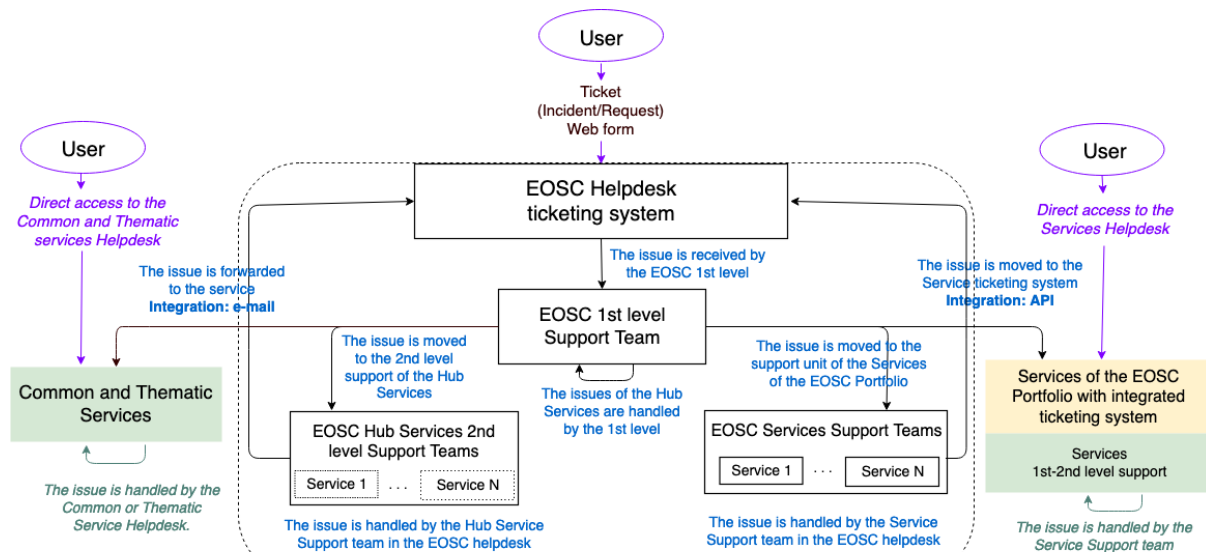 User
Ticket
(Incident/Request)
Web form
User
User
EOSC Helpdesk
ticketing system
Direct access to the
Common and Thematic
services Helpdesk
Direct access to the
Services Helpdesk
The issue is received by
the EOSC 1st level
The issue is forwarded
to the service
Integration: e-mail
The issue is moved to the
Service ticketing system
Integration: API
EOSC 1st level
Support Team
The issue is moved
to the 2nd level
support of the Hub
Services
The issue is moved to the
support unit of the Services
of the EOSC Portfolio
Common and Thematic
Services
The issues of the Hub
Services are handled
by the 1st level
Services of the EOSC
Portfolio with integrated
ticketing system
EOSC Hub Services 2nd
level Support Teams
Service 1 . . . Service N
EOSC Services Support Teams
Service 1 . . . Service N
Services
1st-2nd level support
The issue is handled by the
Common or Thematic
Service Helpdesk.
The issue is handled by the Hub Service
Support team in the EOSC helpdesk
The issue is handled by the Service
Support team in the EOSC helpdesk
The issue is handled by the
Service Support team